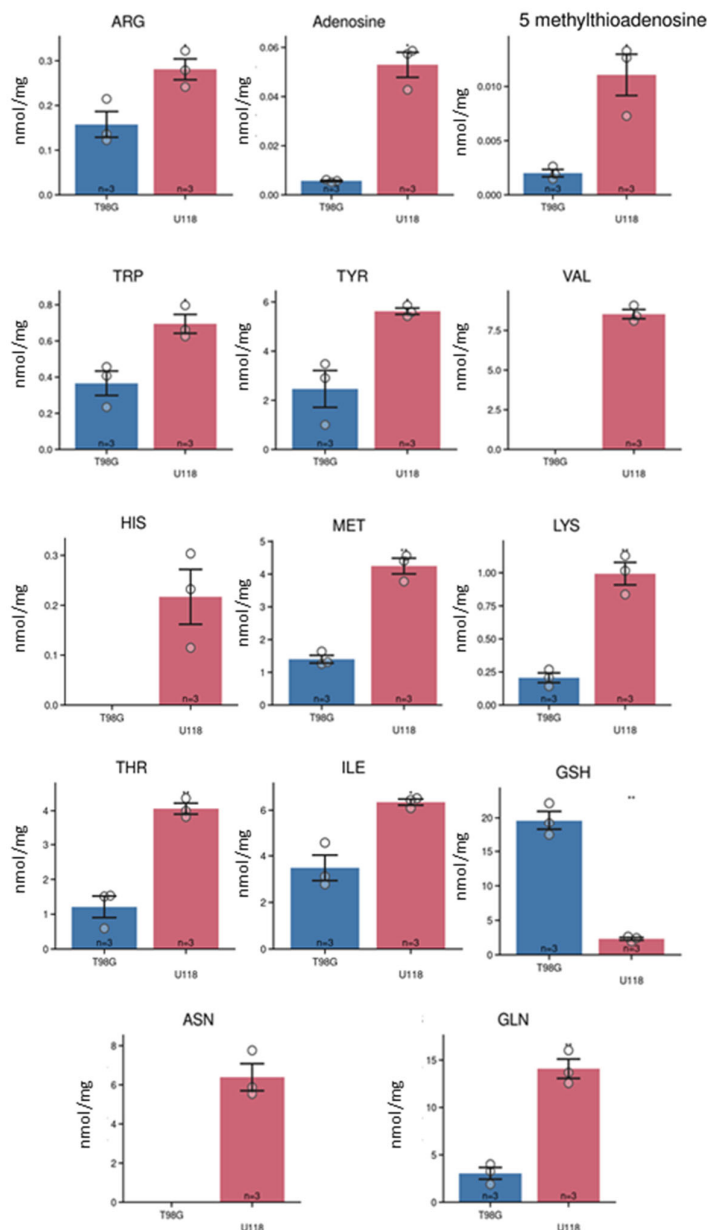 ARG
nmol/mg
0.3
0.2
0.1
0.0
n=3
n=3
T98G
U118
Adenosine
0.06
0.04
0.02
0.00
n=3
n=3
T98G
U118
5 methylthioadenosine
0.010
0.005
0.000
n=3
n=3
T98G
U118
TRP
nmol/mg
0.8
0.6
0.4
0.2
0.0
n=3
n=3
T98G
U118
TYR
nmol/mg
6
4
2
0
n=3
n=3
T98G
U118
VAL
nmol/mg
7.5
5.0
2.5
0.0
n=3
T98G
U118
HIS
nmol/mg
0.3
0.2
0.1
0.0
n=3
T98G
U118
MET
nmol/mg
5
4
3
2
1
0
n=3
n=3
T98G
U118
LYS
nmol/mg
1.00
0.75
0.50
0.25
0.00
n=3
n=3
T98G
U118
THR
nmol/mg
4
3
2
1
0
n=3
n=3
T98G
U118
ILE
nmol/mg
6
4
2
0
n=3
n=3
T98G
U118
GSH
nmol/mg
**
20
15
10
5
0
n=3
n=3
T98G
U118
ASN
nmol/mg
8
6
4
2
0
n=3
T98G
U118
GLN
nmol/mg
15
10
5
0
n=3
n=3
T98G
U118